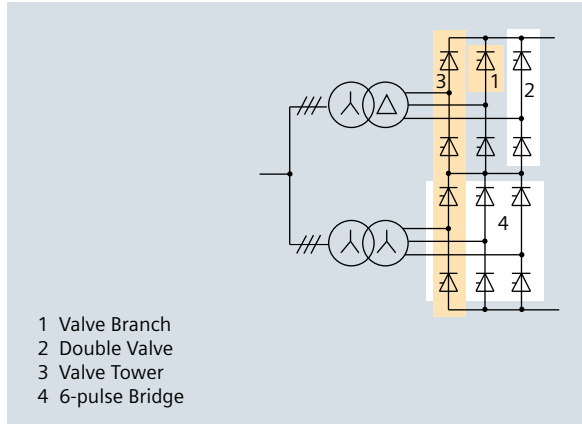 3
1
2
4
1 Valve Branch
2 Double Valve
3 Valve Tower
4 6-pulse Bridge